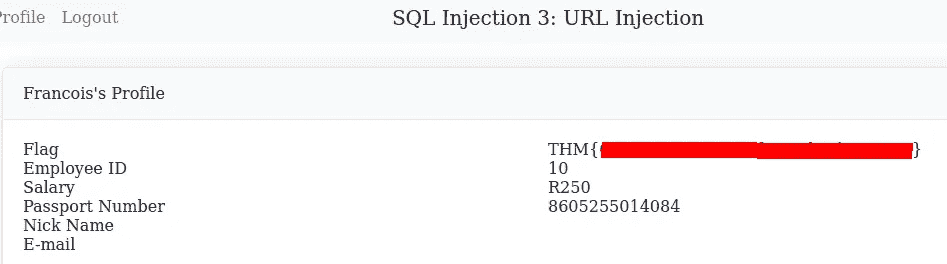 Profile Logout SQL Injection 3: URL Injection
Francois's Profile
Flag THM{ }
Employee ID 10
Salary R250
Passport Number 8605255014084
Nick Name
E-mail